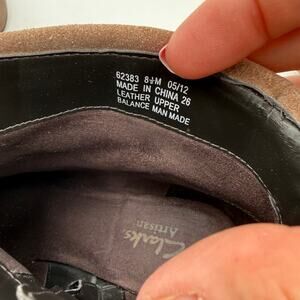 62383 8½M 05/12
MADE IN CHINA 26
LEATHER UPPER
BALANCE MAN MADE
Clarks
Artisan